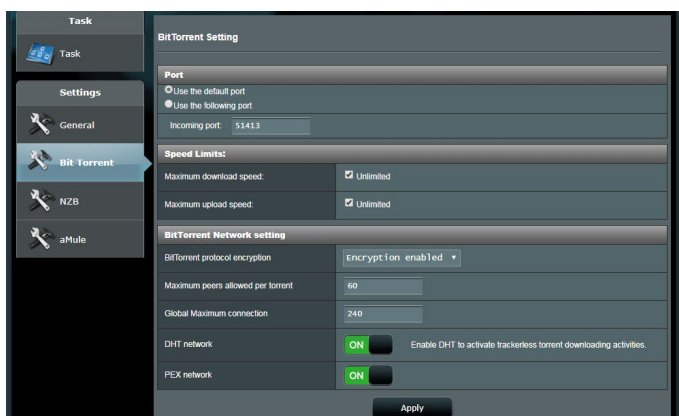 Task
Task
Settings
General
Bit Torrent
NZB
aMule
BitTorrent Setting
Port
Use the default port
Use the following port
Incoming port: 51413
Speed Limits:
Maximum download speed: Unlimited
Maximum upload speed: Unlimited
BitTorrent Network setting
BitTorrent protocol encryption Encryption enabled
Maximum peers allowed per torrent 60
Global Maximum connection 240
DHT network ON Enable DHT to activate trackerless torrent downloading activities.
PEX network ON
Apply